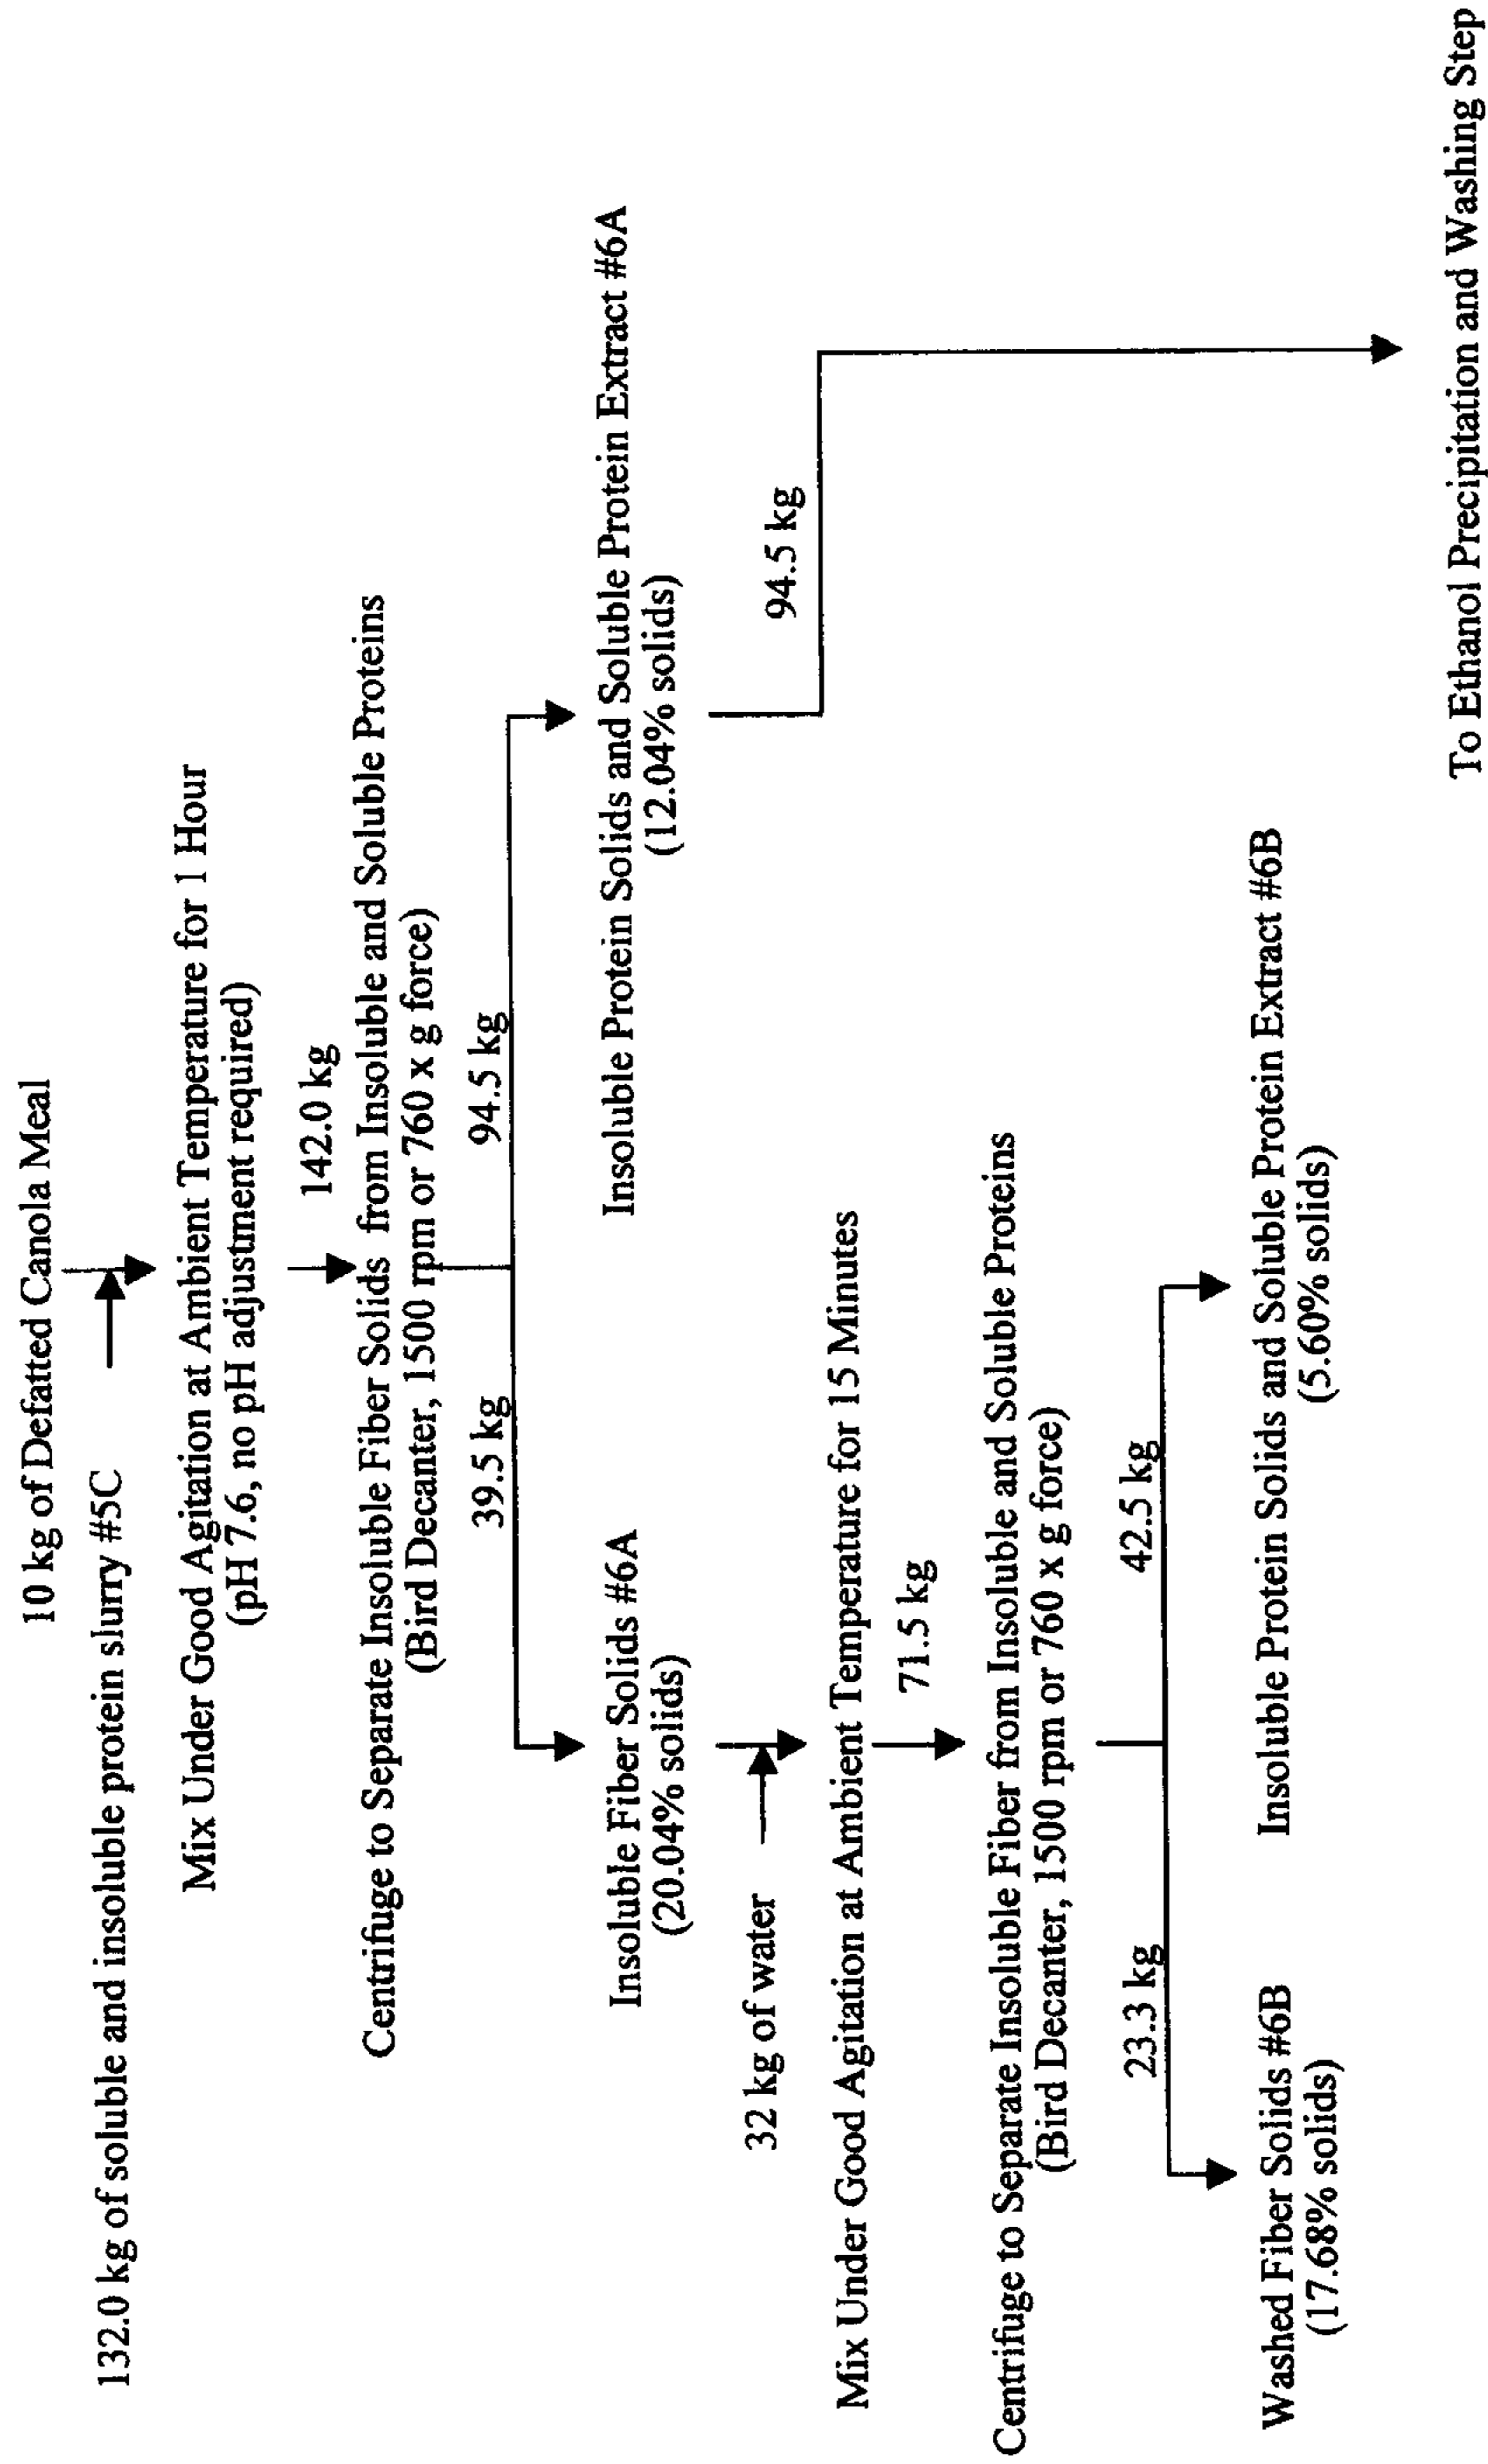 10 kg of Defatted Canola Meal
132.0 kg of soluble and insoluble protein slurry #5C
Mix Under Good Agitation at Ambient Temperature for 1 Hour
(pH 7.6, no pH adjustment required)
142.0 kg
Centrifuge to Separate Insoluble Fiber Solids from Insoluble and Soluble Proteins
(Bird Decanter, 1500 rpm or 760 x g force)
39.5 kg
94.5 kg
Insoluble Fiber Solids #6A
(20.04% solids)
Insoluble Protein Solids and Soluble Protein Extract #6A
(12.04% solids)
32 kg of water
94.5 kg
Mix Under Good Agitation at Ambient Temperature for 15 Minutes
71.5 kg
Centrifuge to Separate Insoluble Fiber from Insoluble and Soluble Proteins
(Bird Decanter, 1500 rpm or 760 x g force)
23.3 kg
42.5 kg
Washed Fiber Solids #6B
(17.68% solids)
Insoluble Protein Solids and Soluble Protein Extract #6B
(5.60% solids)
To Ethanol Precipitation and Washing Step